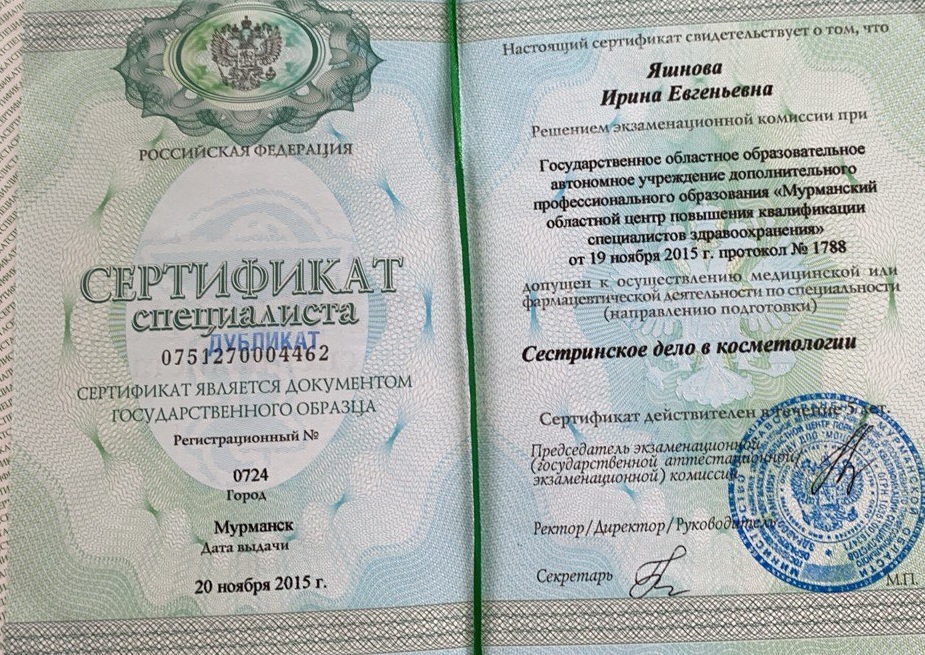 РОССИЙСКАЯ ФЕДЕРАЦИЯ
СЕРТИФИКАТ
специалиста
ДУБЛИКАТ
0751270004462
СЕРТИФИКАТ ЯВЛЯЕТСЯ ДОКУМЕНТОМ
ГОСУДАРСТВЕННОГО ОБРАЗЦА
Регистрационный №
0724
Город
Мурманск
Дата выдачи
20 ноября 2015 г.
Настоящий сертификат свидетельствует о том, что
Яшнова
Ирина Евгеньевна
Решением экзаменационной комиссии при
Государственное областное образовательное
автономное учреждение дополнительного
профессионального образования «Мурманский
областной центр повышения квалификации
специалистов здравоохранения»
от 19 ноября 2015 г. протокол № 1788
допущен к осуществлению медицинской или
фармацевтической деятельности по специальности
(направлению подготовки)
Сестринское дело в косметологии
Сертификат действителен в течение 5 лет.
Председатель экзаменационной
(государственной аттестационной/
экзаменационной) комиссии
Ректор/Директор/Руководитель
Секретарь
М.П.